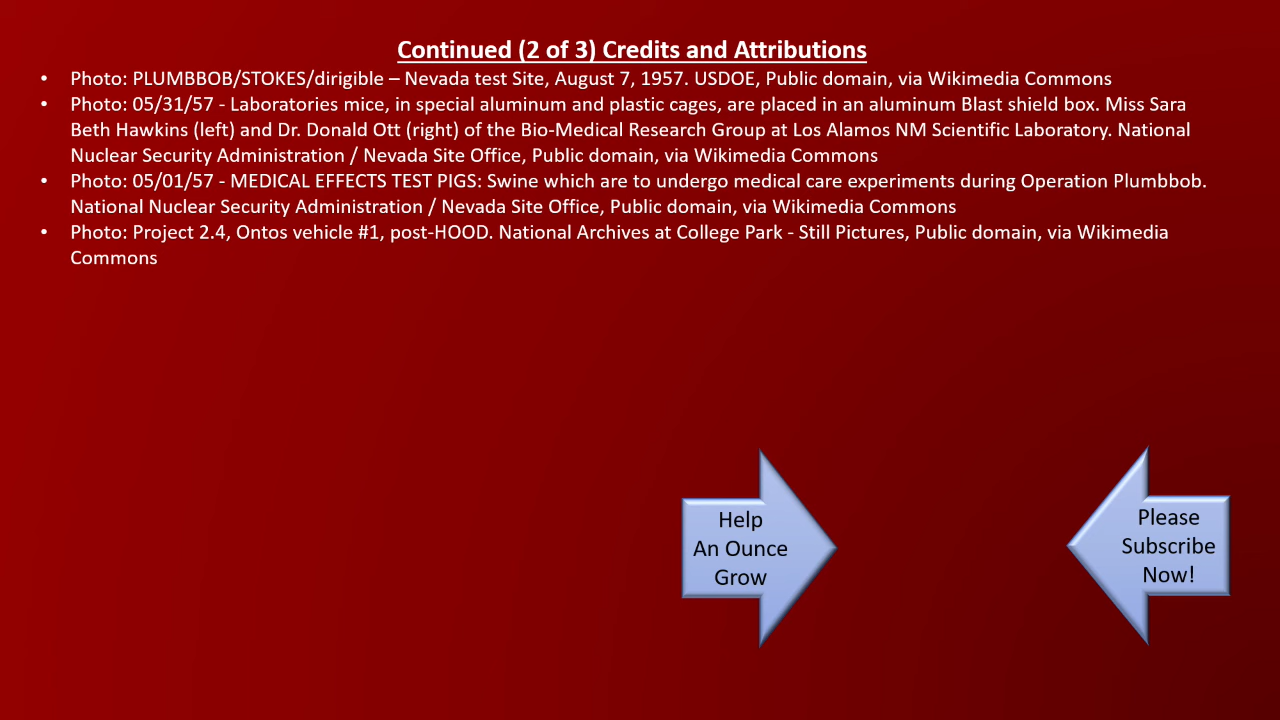 Continued (2 of 3) Credits and Attributions
• Photo: PLUMBBOB/STOKES/dirigible – Nevada test Site, August 7, 1957. USDOE, Public domain, via Wikimedia Commons
• Photo: 05/31/57 - Laboratories mice, in special aluminum and plastic cages, are placed in an aluminum Blast shield box. Miss Sara
Beth Hawkins (left) and Dr. Donald Ott (right) of the Bio-Medical Research Group at Los Alamos NM Scientific Laboratory. National
Nuclear Security Administration / Nevada Site Office, Public domain, via Wikimedia Commons
• Photo: 05/01/57 - MEDICAL EFFECTS TEST PIGS: Swine which are to undergo medical care experiments during Operation Plumbbob.
National Nuclear Security Administration / Nevada Site Office, Public domain, via Wikimedia Commons
• Photo: Project 2.4, Ontos vehicle #1, post-HOOD. National Archives at College Park - Still Pictures, Public domain, via Wikimedia
Commons
Help
An Ounce
Grow
Please
Subscribe
Now!